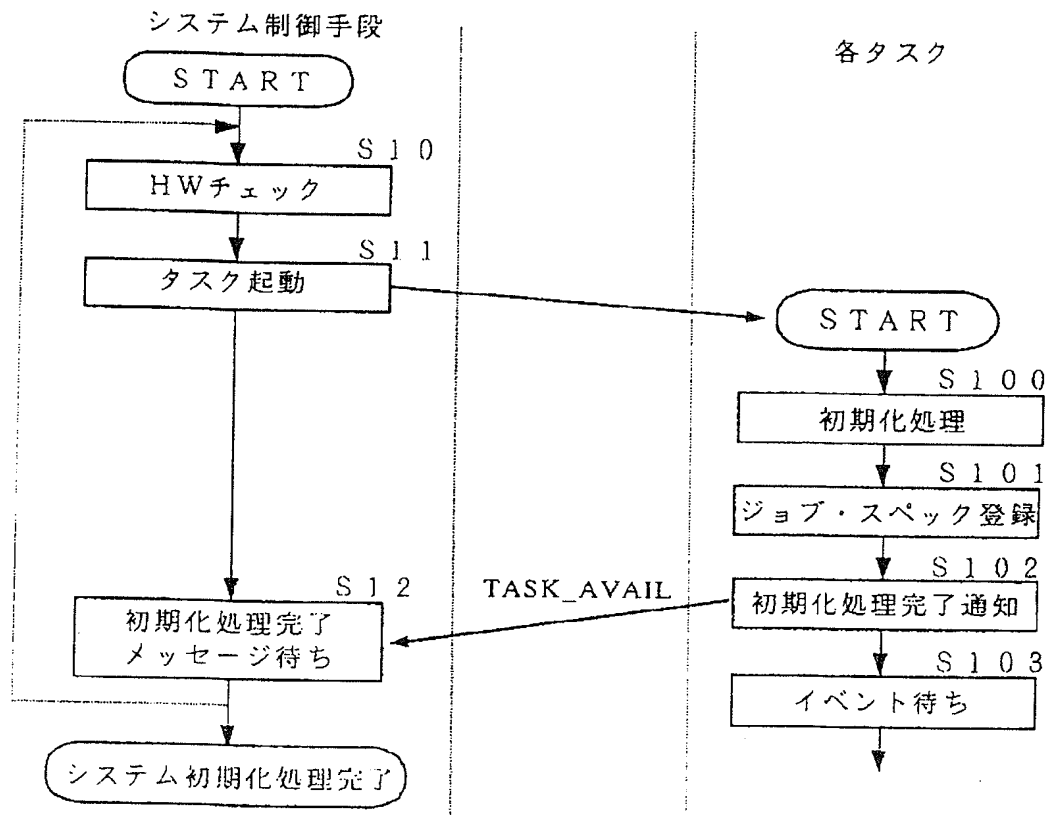 システム制御手段
START
S10
HWチェック
S11
タスク起動
S12
初期化処理完了
メッセージ待ち
システム初期化処理完了
TASK_AVAIL
各タスク
START
S100
初期化処理
S101
ジョブ・スペック登録
S102
初期化処理完了通知
S103
イベント待ち